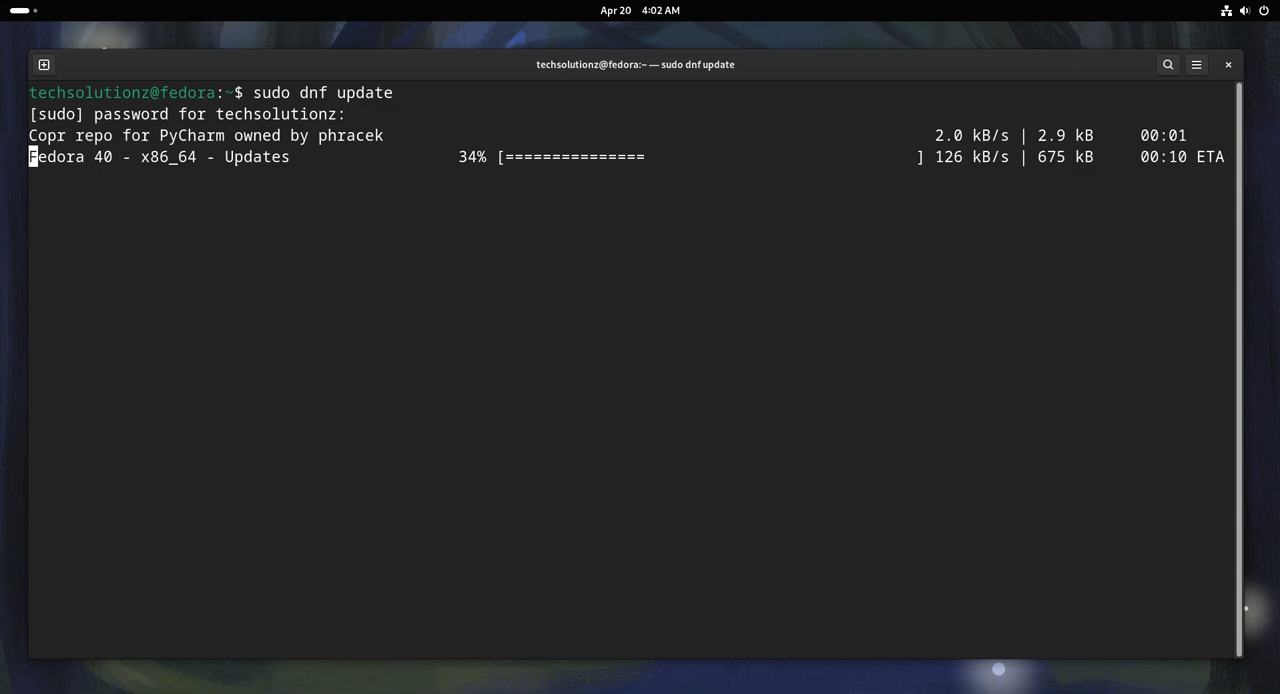 Apr 20 4:02 AM
techsolutionz@fedora:~ — sudo dnf update
techsolutionz@fedora:~$ sudo dnf update
[sudo] password for techsolutionz:
Copr repo for PyCharm owned by phracek 2.0 kB/s | 2.9 kB 00:01
Fedora 40 - x86_64 - Updates 34% [=============== ] 126 kB/s | 675 kB 00:10 ETA